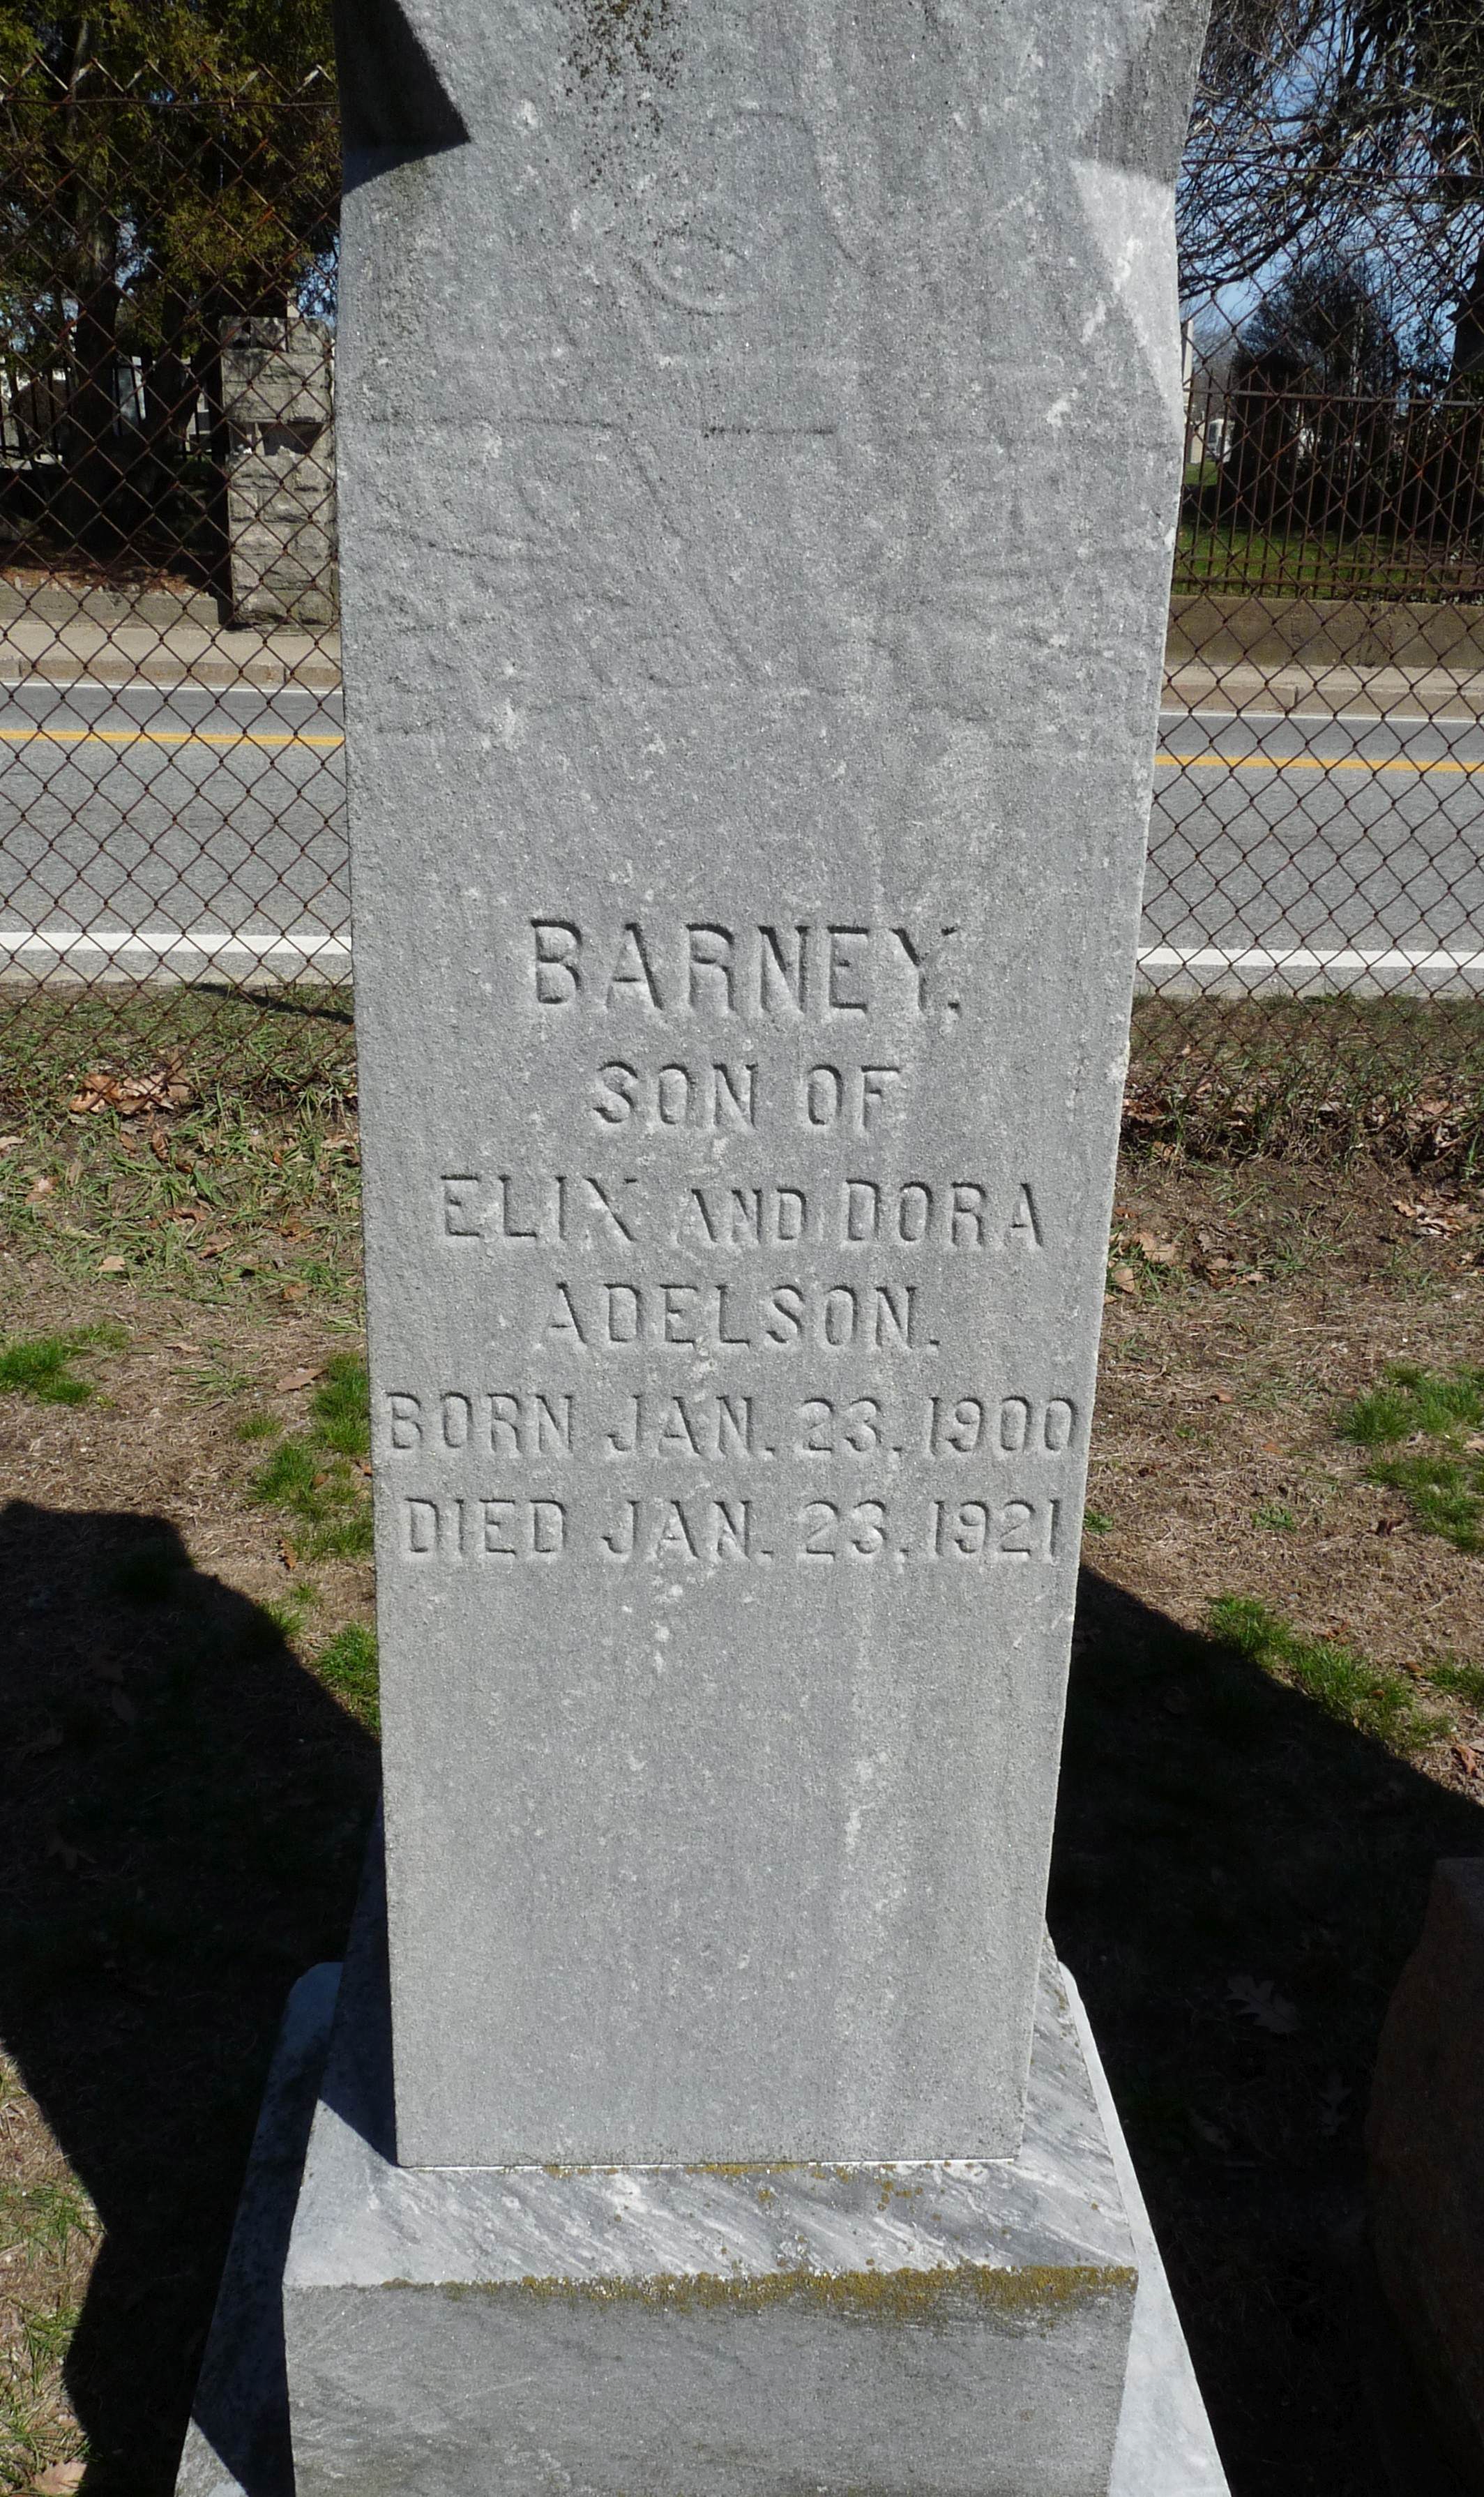 BARNEY.
SON OF
ELIX AND DORA
ADELSON.
BORN JAN. 23. 1900
DIED JAN. 23. 1921